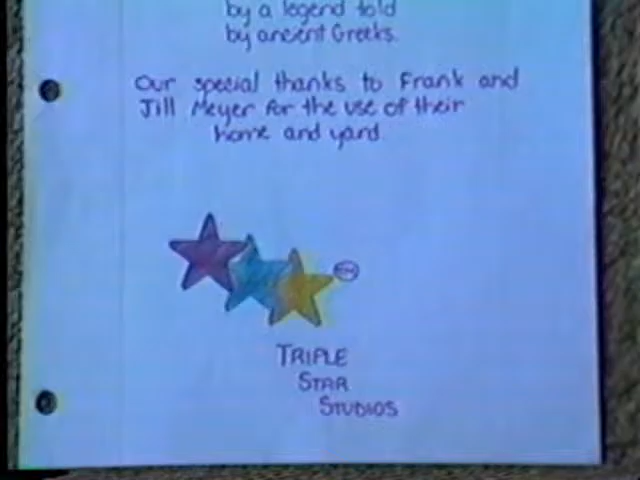 by a legend told
by ancient Greeks.
Our special thanks to Frank and
Jill Meyer for the use of their
home and yard
TRIPLE
STAR
STUDIOS